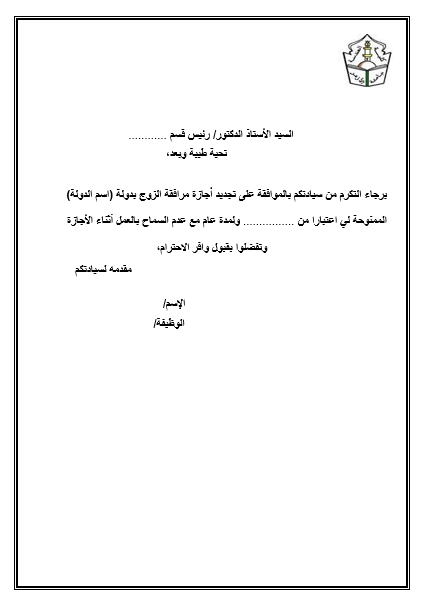 السيد الأستاذ الدكتور/ رئيس قسم ............
تحية طيبة وبعد،
برجاء التكرم من سيادتكم بالموافقة على تجديد أجازة مرافقة الزوج بدولة (اسم الدولة)
الممنوحة لي اعتبارا من ................ ولمدة عام مع عدم السماح بالعمل أثناء الأجازة
وتفضلوا بقبول وافر الاحترام،
مقدمه لسيادتكم
الإسم/
الوظيفة/